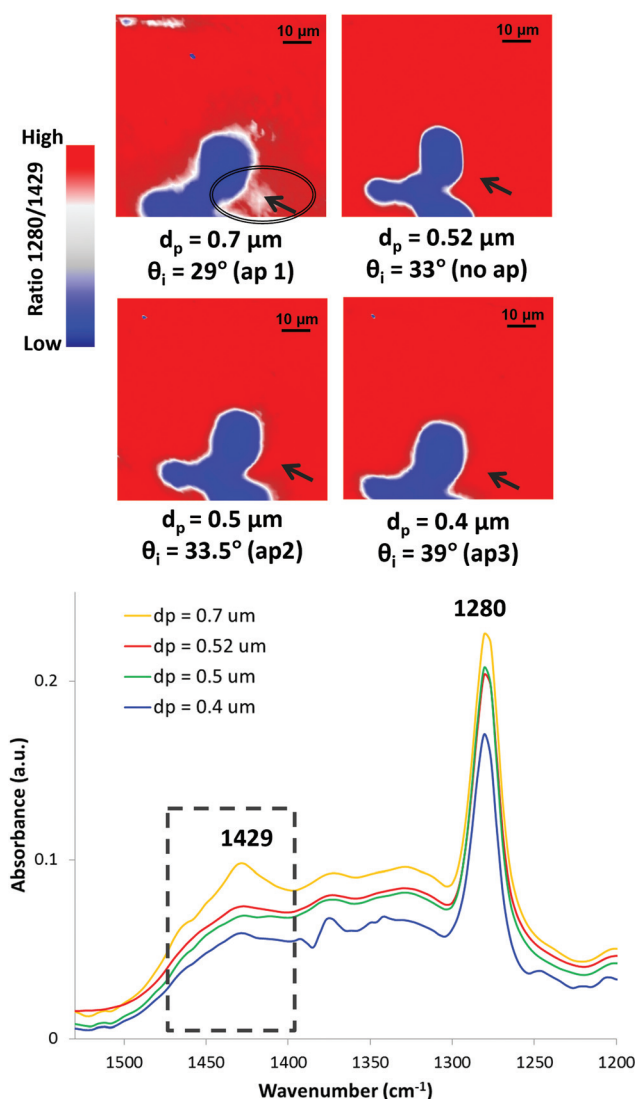 10 µm
10 µm
High
Ratio 1280/1429
Low
dp = 0.7 µm
θi = 29° (ap 1)
dp = 0.52 µm
θi = 33° (no ap)
10 µm
10 µm
dp = 0.5 µm
θi = 33.5° (ap2)
dp = 0.4 µm
θi = 39° (ap3)
dp = 0.7 um
dp = 0.52 um
dp = 0.5 um
dp = 0.4 um
1280
1429
Absorbance (a.u.)
0.2
0.1
0
1500
1450
1400
1350
1300
1250
1200
Wavenumber (cm⁻¹)